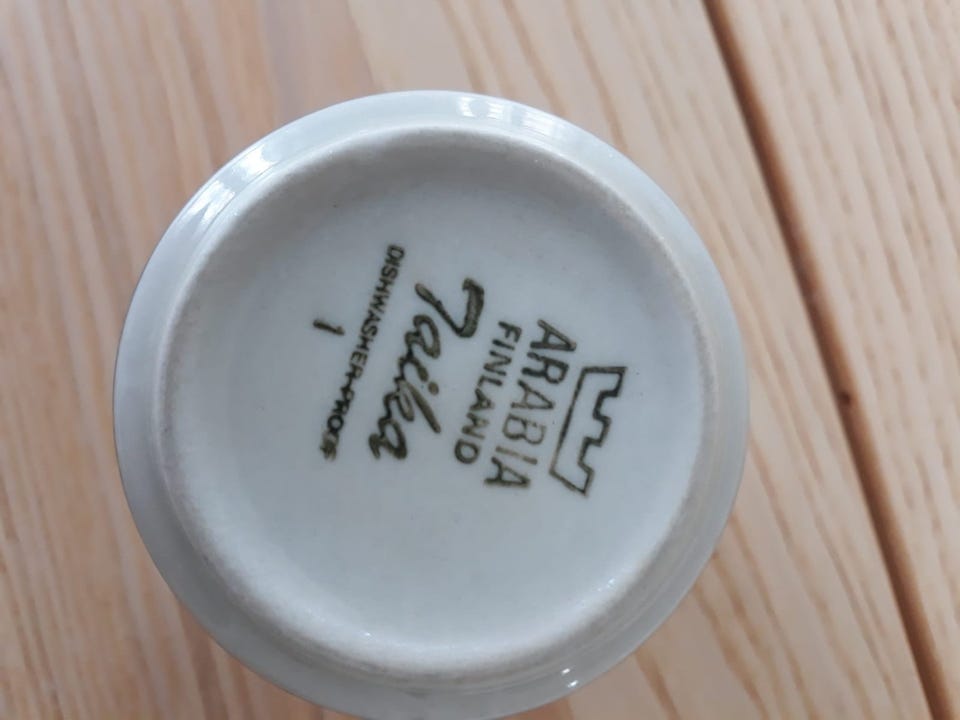 ARABIA
FINLAND
Taika
DISHWASHER-PROOF
1